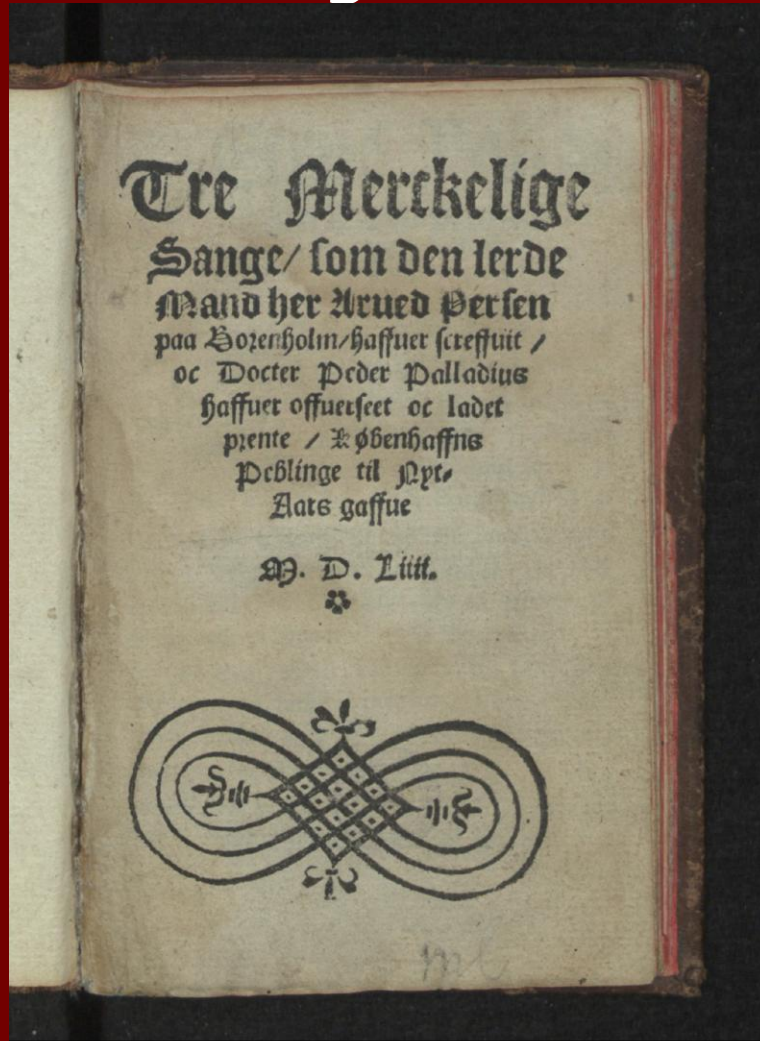 Tre Merckelige
Sange/ som den lerde
Mand her Arued Persen
paa Borenholm/haffuer screffuit /
oc Docter Peder Palladius
haffuer offuerseet oc ladet
prente / Københaffns
Peblinge til Nyt⸗
Aars gaffue
M. D. Liiii.